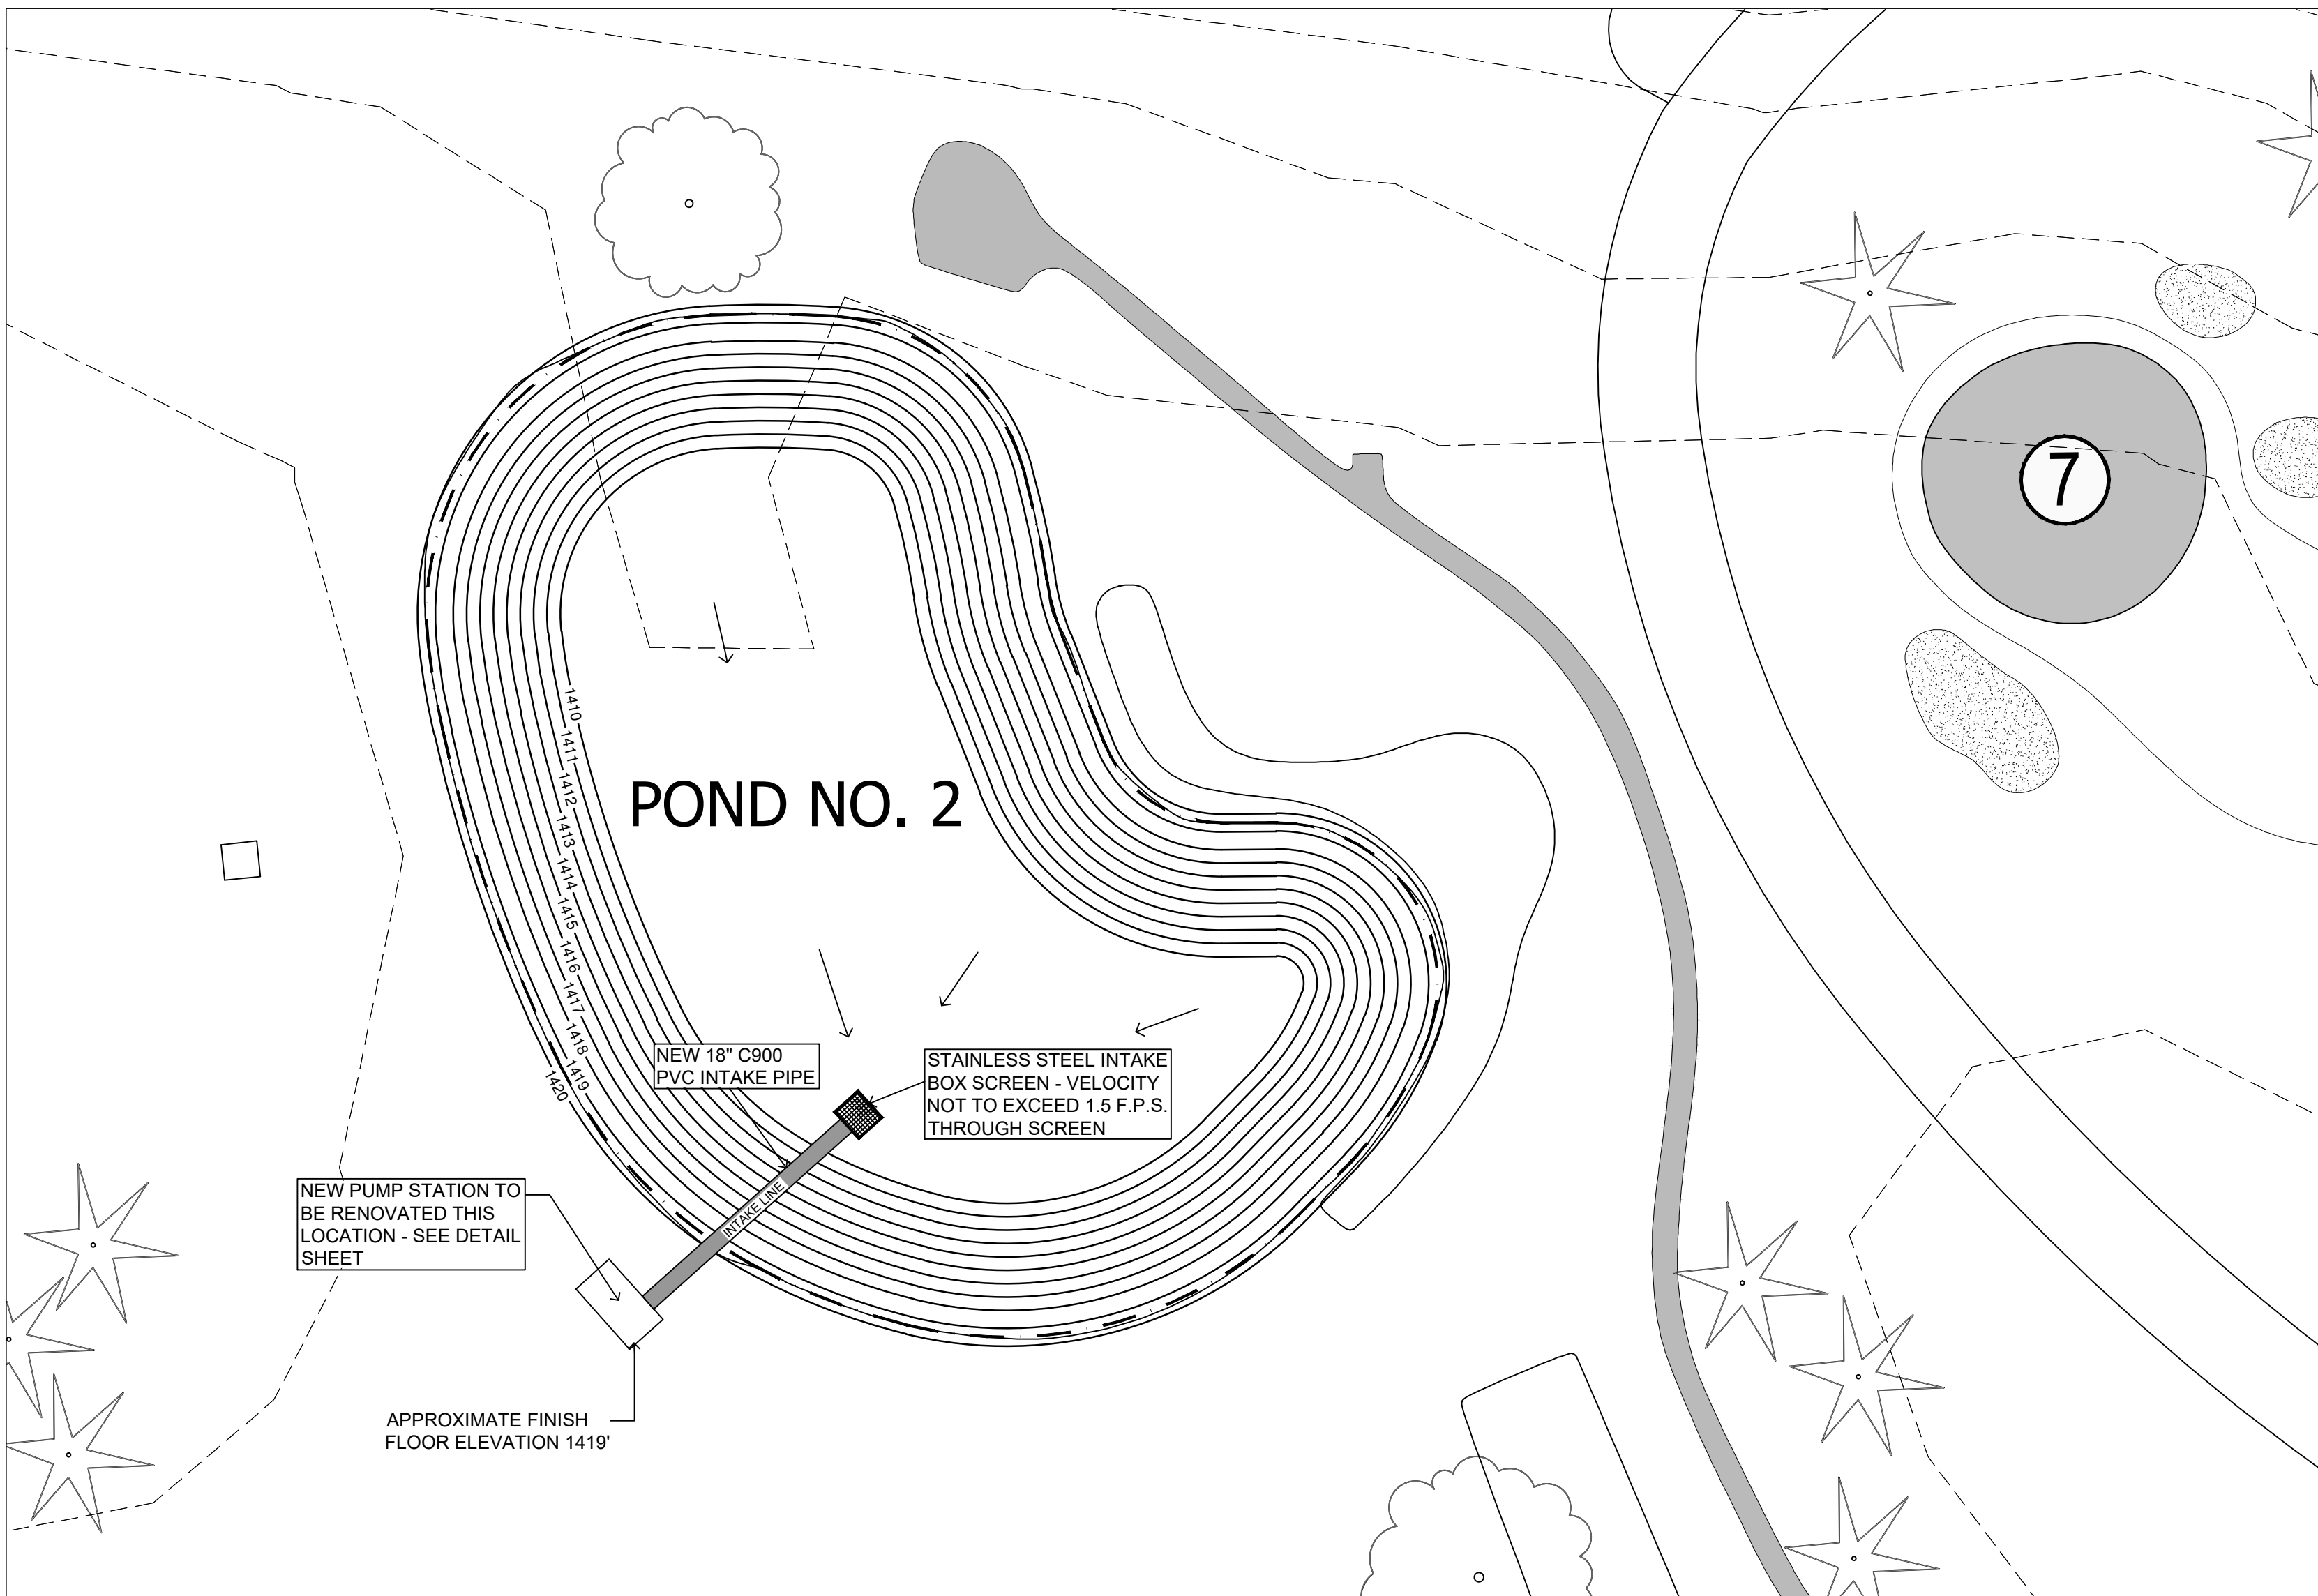 7
1410
1411
1412
1413
1414
1415
1416
1417
1418
1419
1420
POND NO. 2
NEW 18" C900
PVC INTAKE PIPE
STAINLESS STEEL INTAKE
BOX SCREEN - VELOCITY
NOT TO EXCEED 1.5 F.P.S.
THROUGH SCREEN
INTAKE LINE
NEW PUMP STATION TO
BE RENOVATED THIS
LOCATION - SEE DETAIL
SHEET
APPROXIMATE FINISH
FLOOR ELEVATION 1419'